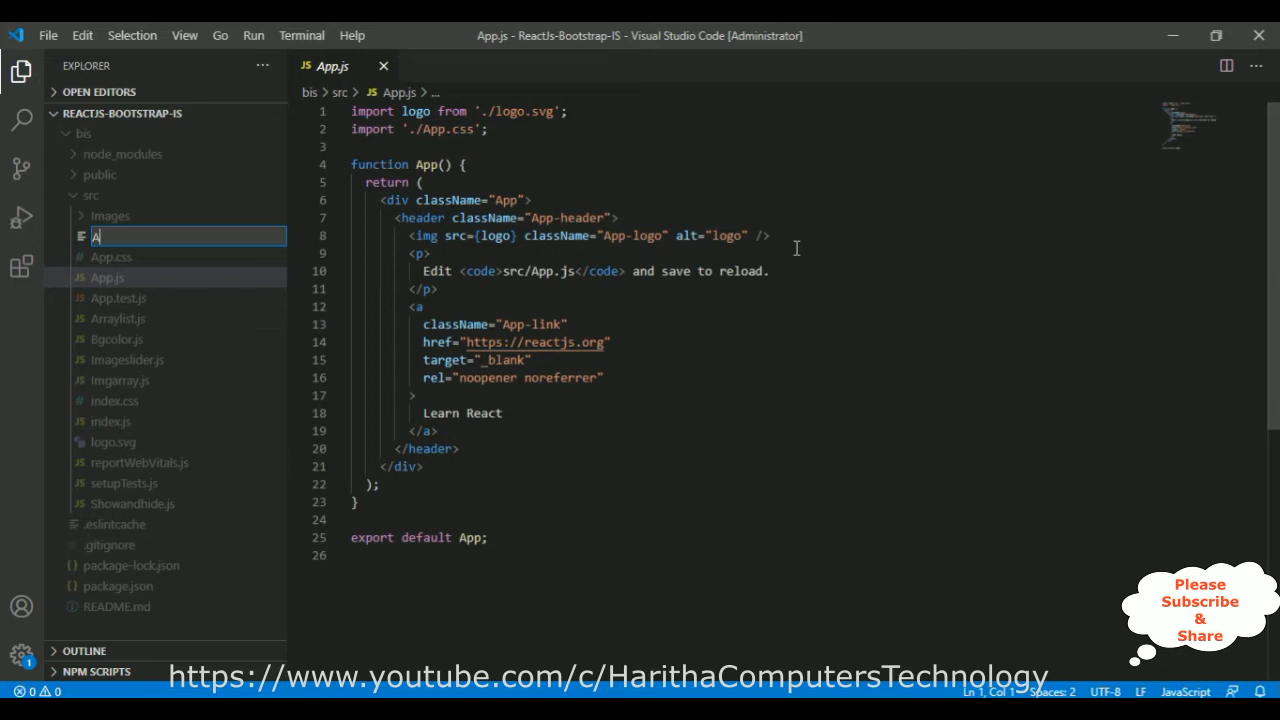 File Edit Selection View Go Run Terminal Help App.js - ReactJs-Bootstrap-IS - Visual Studio Code [Administrator]
EXPLORER
OPEN EDITORS
REACTJS-BOOTSTRAP-IS
bis
node_modules
public
src
Images
A
App.css
App.js
App.test.js
Arraylist.js
Bgcolor.js
Imageslider.js
Imgarray.js
index.css
index.js
logo.svg
reportWebVitals.js
setupTests.js
Showandhide.js
.eslintcache
.gitignore
package-lock.json
package.json
README.md
OUTLINE
NPM SCRIPTS
JS App.js
bis > src > JS App.js > ...
1 import logo from './logo.svg';
2 import './App.css';
3
4 function App() {
5 return (
6 <div className="App">
7 <header className="App-header">
8 <img src={logo} className="App-logo" alt="logo" />
9 <p>
10 Edit <code>src/App.js</code> and save to reload.
11 </p>
12 <a
13 className="App-link"
14 href="https://reactjs.org"
15 target="_blank"
16 rel="noopener noreferrer"
17 >
18 Learn React
19 </a>
20 </header>
21 </div>
22 );
23 }
24
25 export default App;
26
Please
Subscribe
&
Share
https://www.youtube.com/c/HarithaComputersTechnology
0 0 Ln 1, Col 1 Spaces: 2 UTF-8 LF JavaScript
1